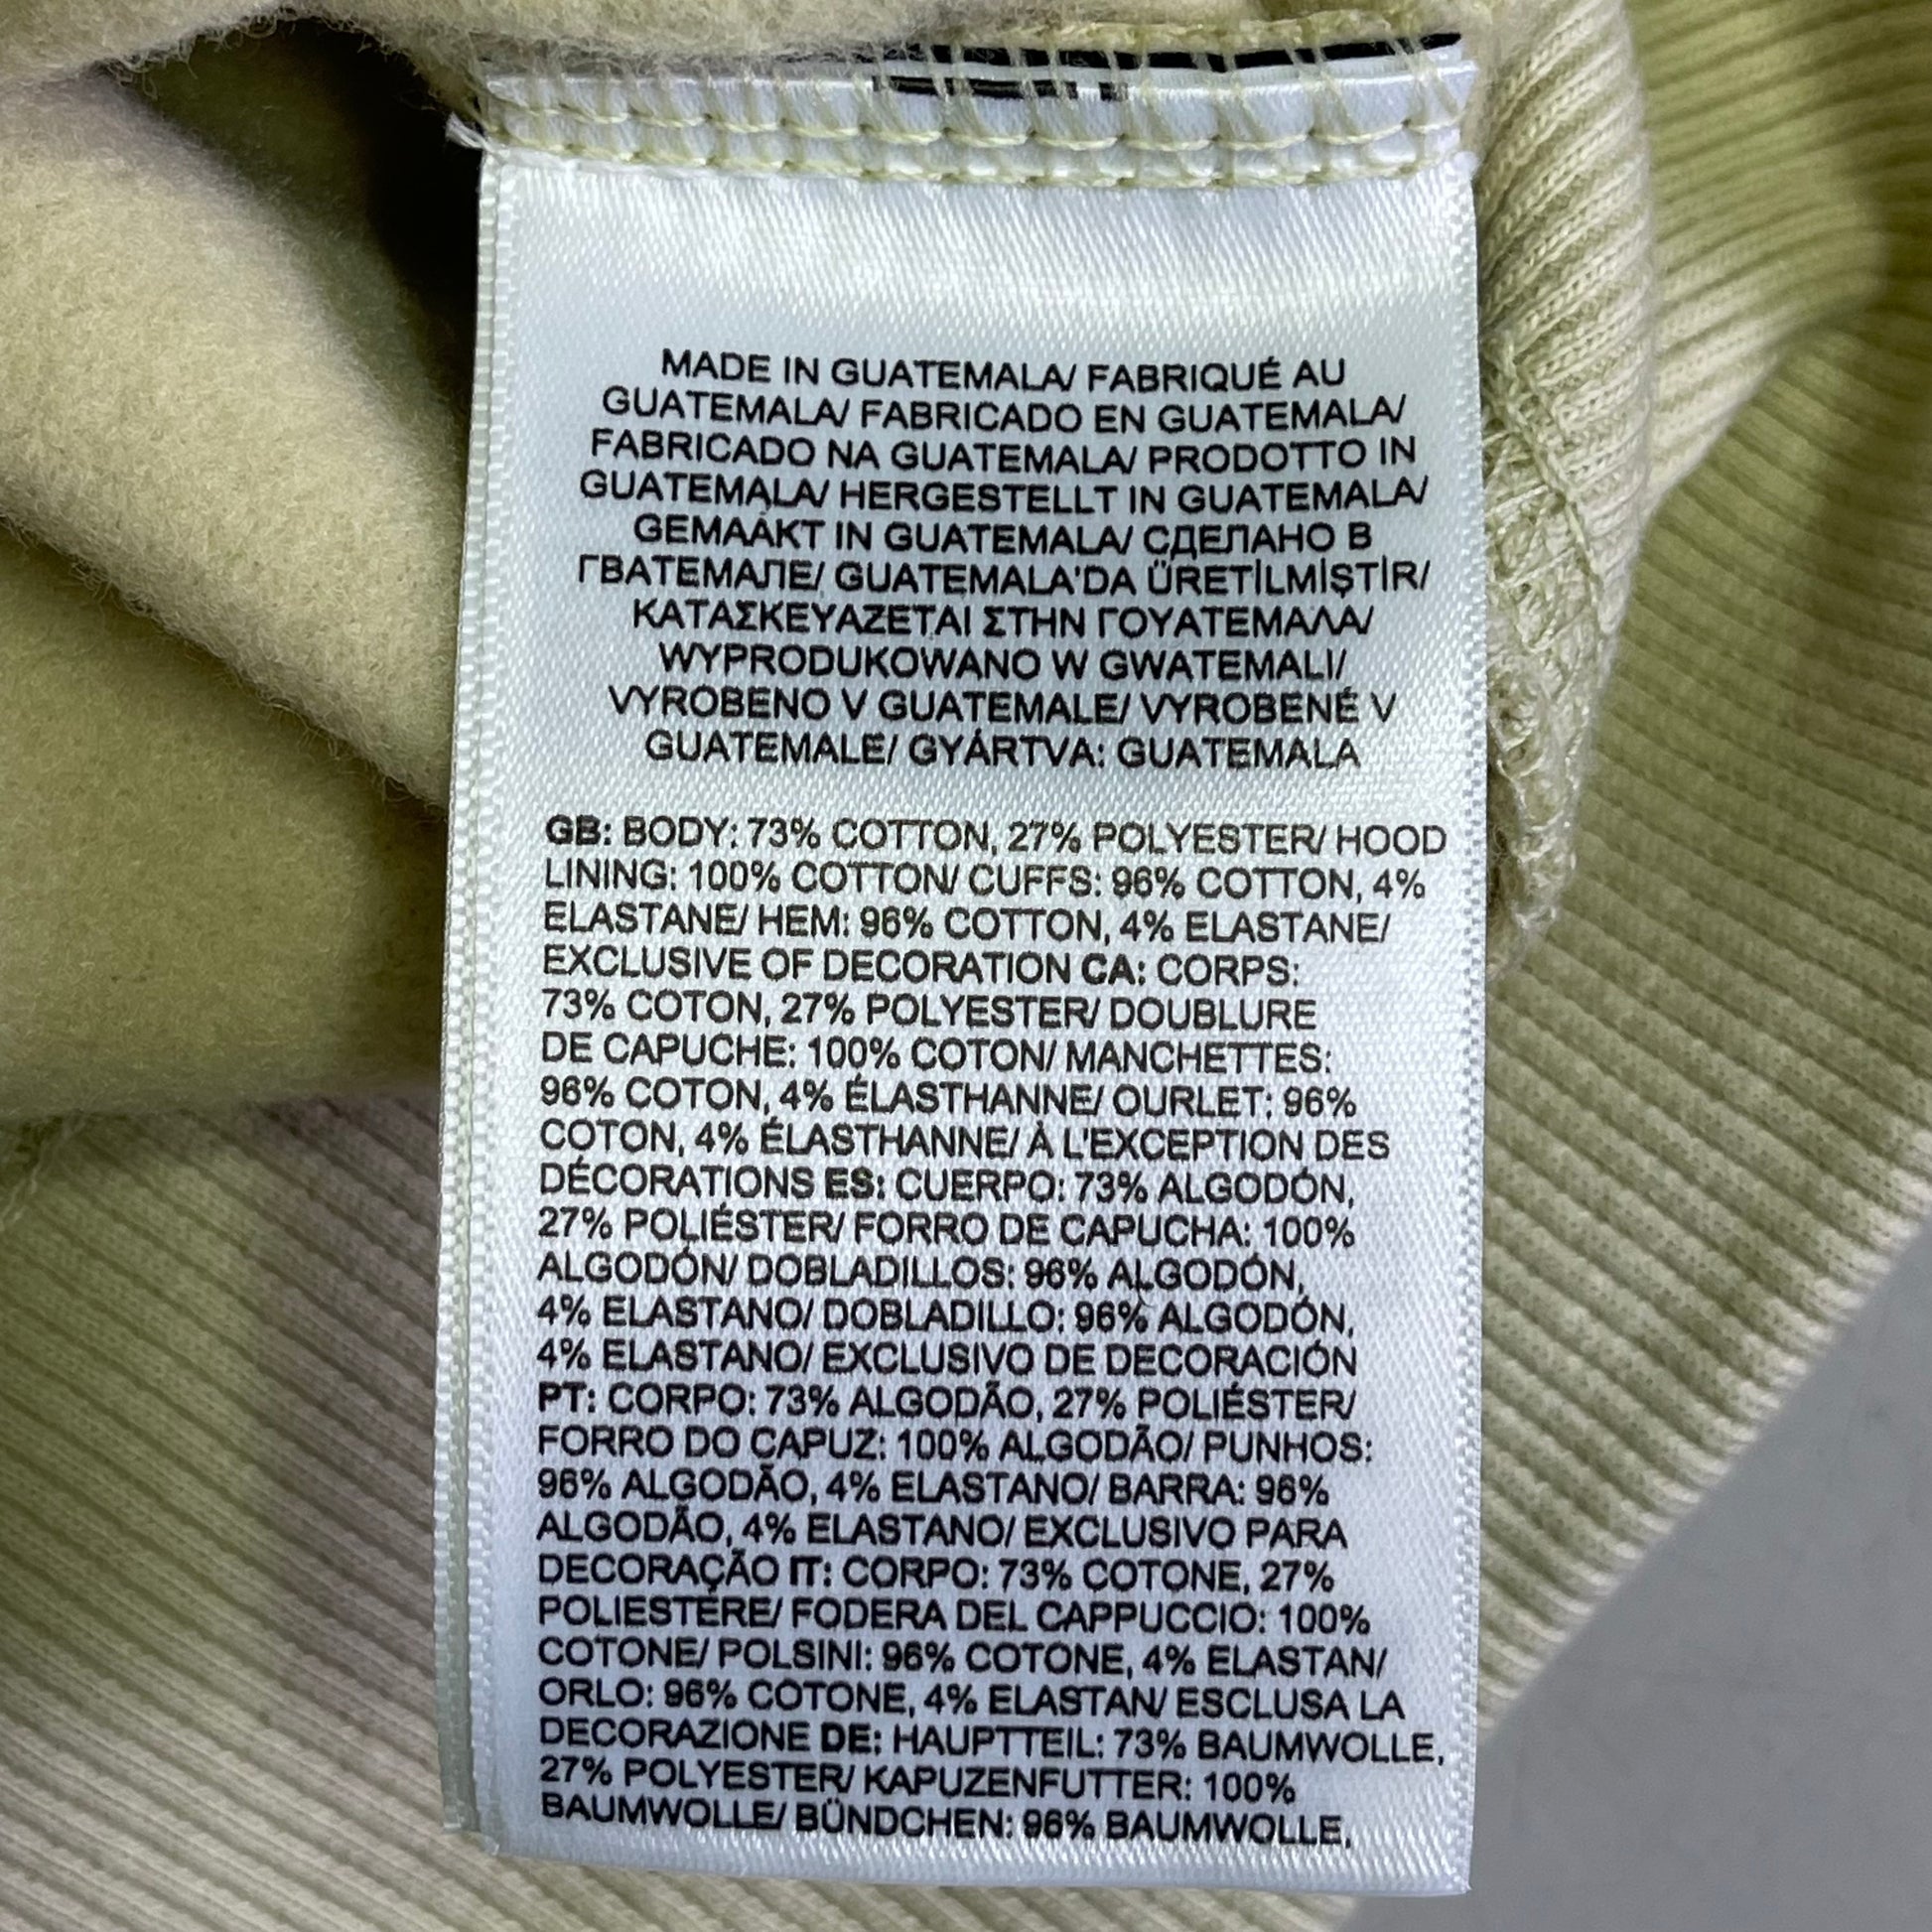 MADE IN GUATEMALA/ FABRIQUÉ AU
GUATEMALA/ FABRICADO EN GUATEMALA/
FABRICADO NA GUATEMALA/ PRODOTTO IN
GUATEMALA/ HERGESTELLT IN GUATEMALA/
GEMAAKT IN GUATEMALA/ СДЕЛАНО В
ГВАТЕМАЛЕ/ GUATEMALA'DA ÜRETİLMİŞTİR/
ΚΑΤΑΣΚΕΥΑΖΕΤΑΙ ΣΤΗΝ ΓΟΥΑΤΕΜΑΛΑ/
WYPRODUKOWANO W GWATEMALI/
VYROBENO V GUATEMALE/ VYROBENÉ V
GUATEMALE/ GYÁRTVA: GUATEMALA
GB: BODY: 73% COTTON, 27% POLYESTER/ HOOD
LINING: 100% COTTON/ CUFFS: 96% COTTON, 4%
ELASTANE/ HEM: 96% COTTON, 4% ELASTANE/
EXCLUSIVE OF DECORATION CA: CORPS:
73% COTON, 27% POLYESTER/ DOUBLURE
DE CAPUCHE: 100% COTON/ MANCHETTES:
96% COTON, 4% ÉLASTHANNE/ OURLET: 96%
COTON, 4% ÉLASTHANNE/ À L'EXCEPTION DES
DÉCORATIONS ES: CUERPO: 73% ALGODÓN,
27% POLIÉSTER/ FORRO DE CAPUCHA: 100%
ALGODÓN/ DOBLADILLOS: 96% ALGODÓN,
4% ELASTANO/ DOBLADILLO: 96% ALGODÓN,
4% ELASTANO/ EXCLUSIVO DE DECORACIÓN
PT: CORPO: 73% ALGODÃO, 27% POLIÉSTER/
FORRO DO CAPUZ: 100% ALGODÃO/ PUNHOS:
96% ALGODÃO, 4% ELASTANO/ BARRA: 96%
ALGODÃO, 4% ELASTANO/ EXCLUSIVO PARA
DECORAÇÃO IT: CORPO: 73% COTONE, 27%
POLIESTERE/ FODERA DEL CAPPUCCIO: 100%
COTONE/ POLSINI: 96% COTONE, 4% ELASTAN/
ORLO: 96% COTONE, 4% ELASTAN/ ESCLUSA LA
DECORAZIONE DE: HAUPTTEIL: 73% BAUMWOLLE,
27% POLYESTER/ KAPUZENFUTTER: 100%
BAUMWOLLE/ BÜNDCHEN: 96% BAUMWOLLE,